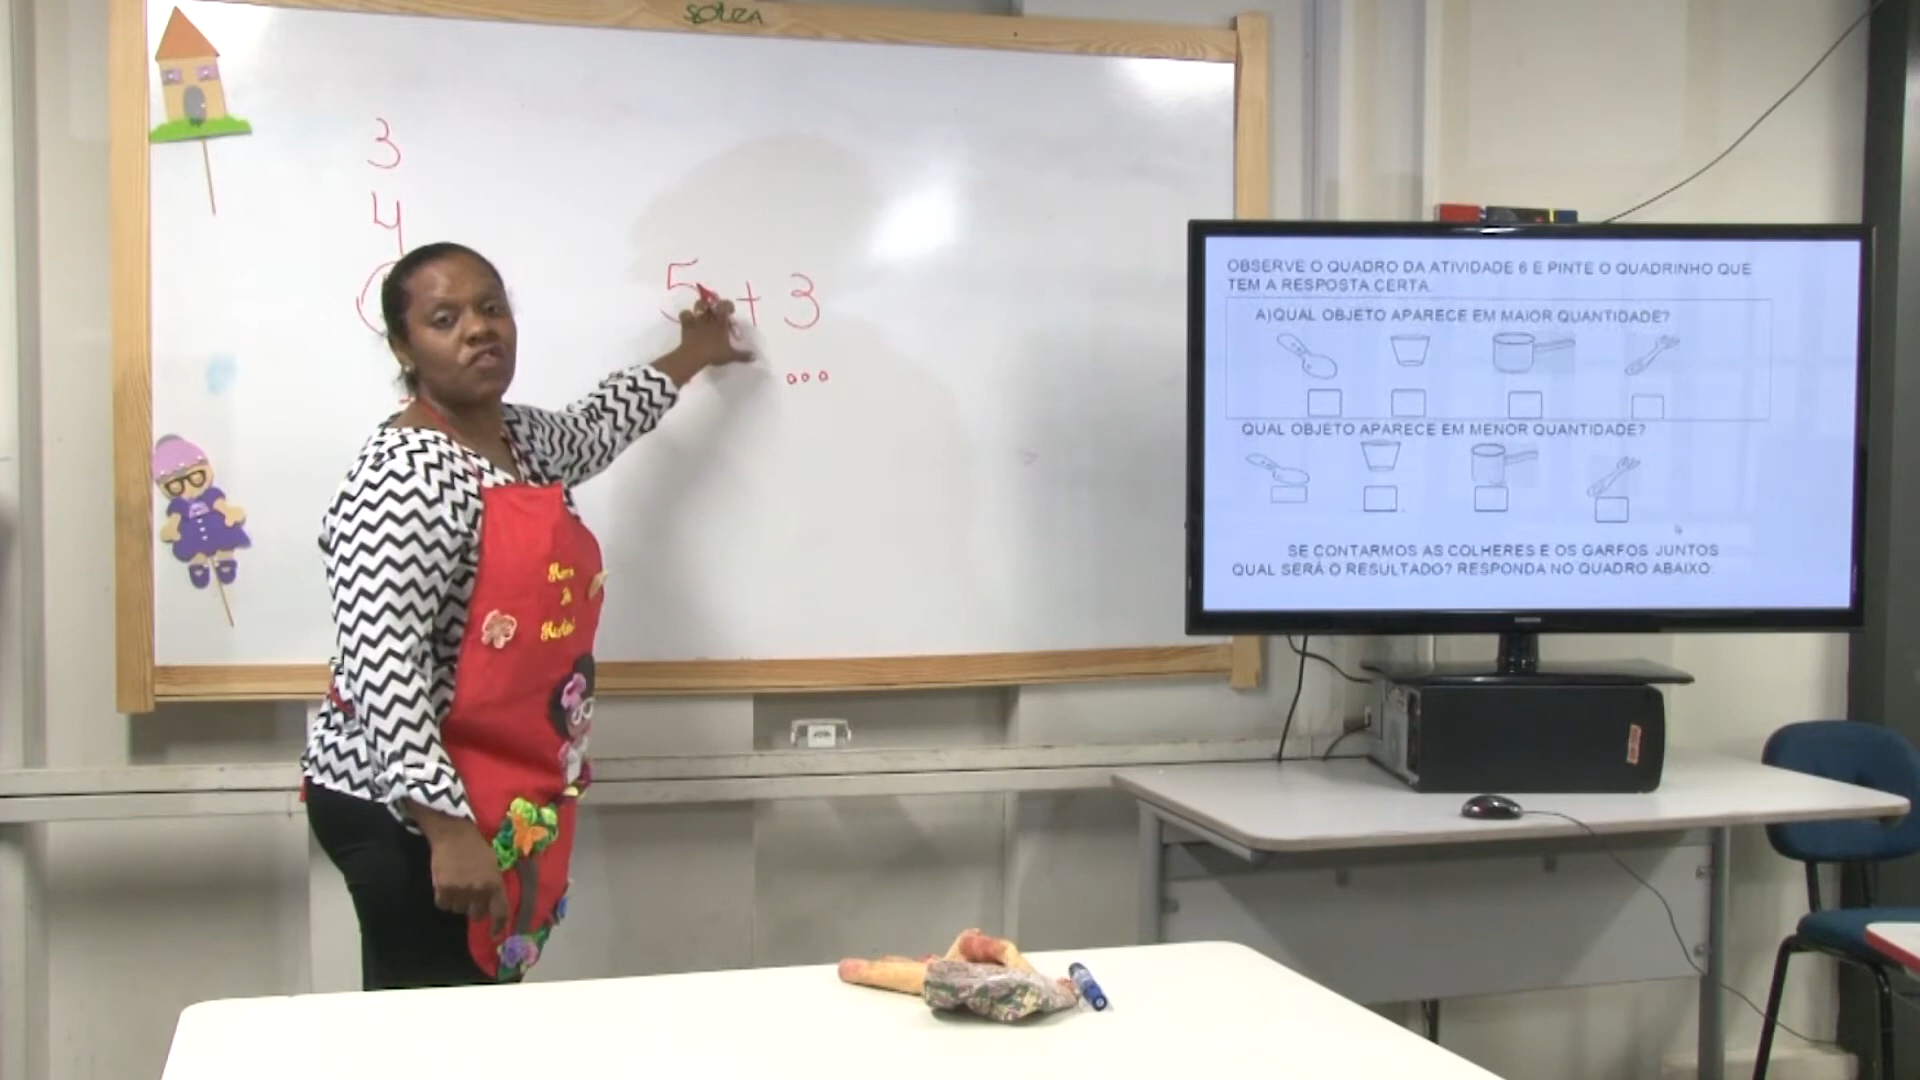 SOUZA
3
4
5 + 3
OBSERVE O QUADRO DA ATIVIDADE 6 E PINTE O QUADRINHO QUE
TEM A RESPOSTA CERTA.
A)QUAL OBJETO APARECE EM MAIOR QUANTIDADE?
QUAL OBJETO APARECE EM MENOR QUANTIDADE?
SE CONTARMOS AS COLHERES E OS GARFOS JUNTOS
QUAL SERÁ O RESULTADO? RESPONDA NO QUADRO ABAIXO:
SAMSUNG